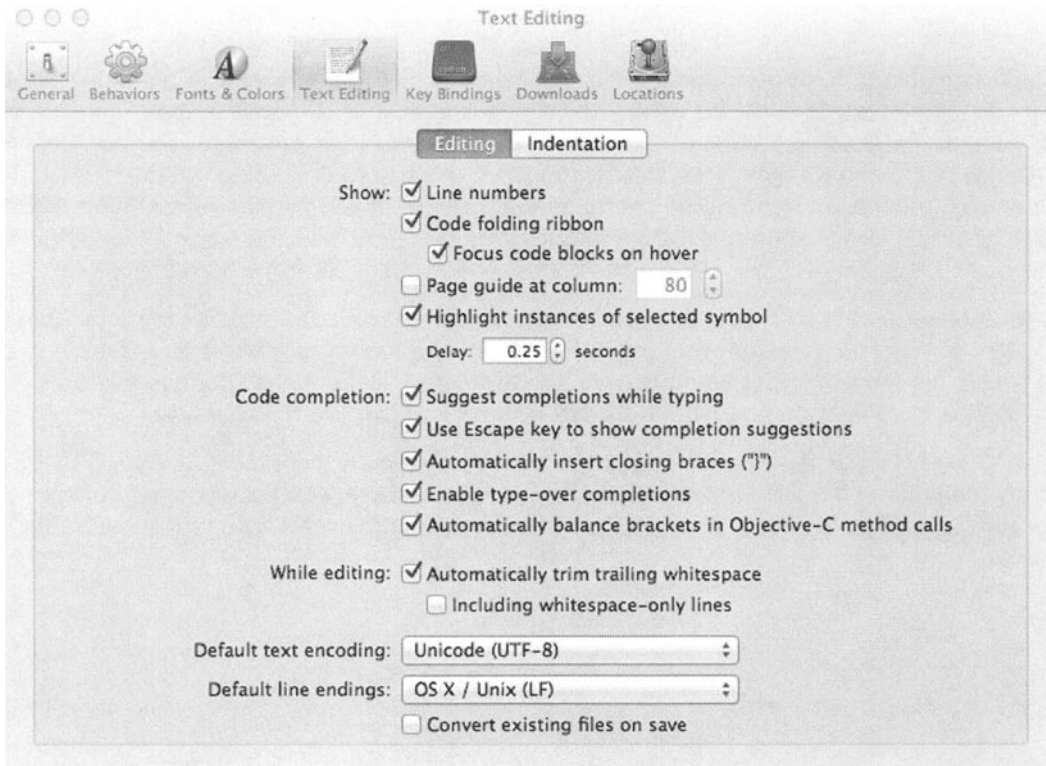 Text Editing
General Behaviors Fonts & Colors Text Editing Key Bindings Downloads Locations
Editing Indentation
Show: Line numbers
Code folding ribbon
Focus code blocks on hover
Page guide at column: 80
Highlight instances of selected symbol
Delay: 0.25 seconds
Code completion: Suggest completions while typing
Use Escape key to show completion suggestions
Automatically insert closing braces ("}")
Enable type-over completions
Automatically balance brackets in Objective-C method calls
While editing: Automatically trim trailing whitespace
Including whitespace-only lines
Default text encoding: Unicode (UTF-8)
Default line endings: OS X / Unix (LF)
Convert existing files on save